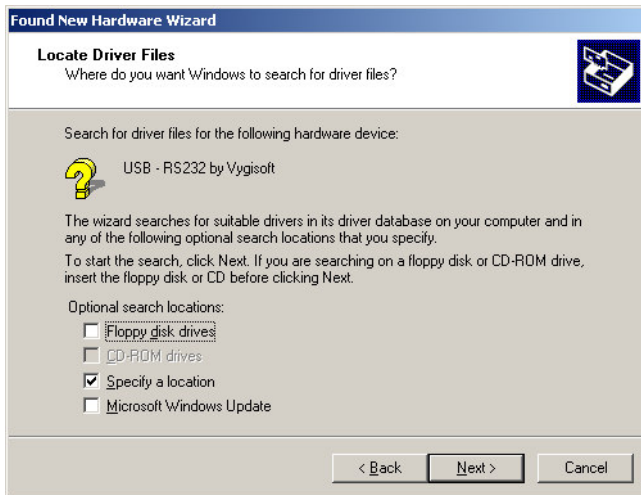 Found New Hardware Wizard
Locate Driver Files
Where do you want Windows to search for driver files?
Search for driver files for the following hardware device:
USB - RS232 by Vygisoft
The wizard searches for suitable drivers in its driver database on your computer and in
any of the following optional search locations that you specify.
To start the search, click Next. If you are searching on a floppy disk or CD-ROM drive,
insert the floppy disk or CD before clicking Next.
Optional search locations:
Floppy disk drives
CD-ROM drives
Specify a location
Microsoft Windows Update
< Back Next > Cancel